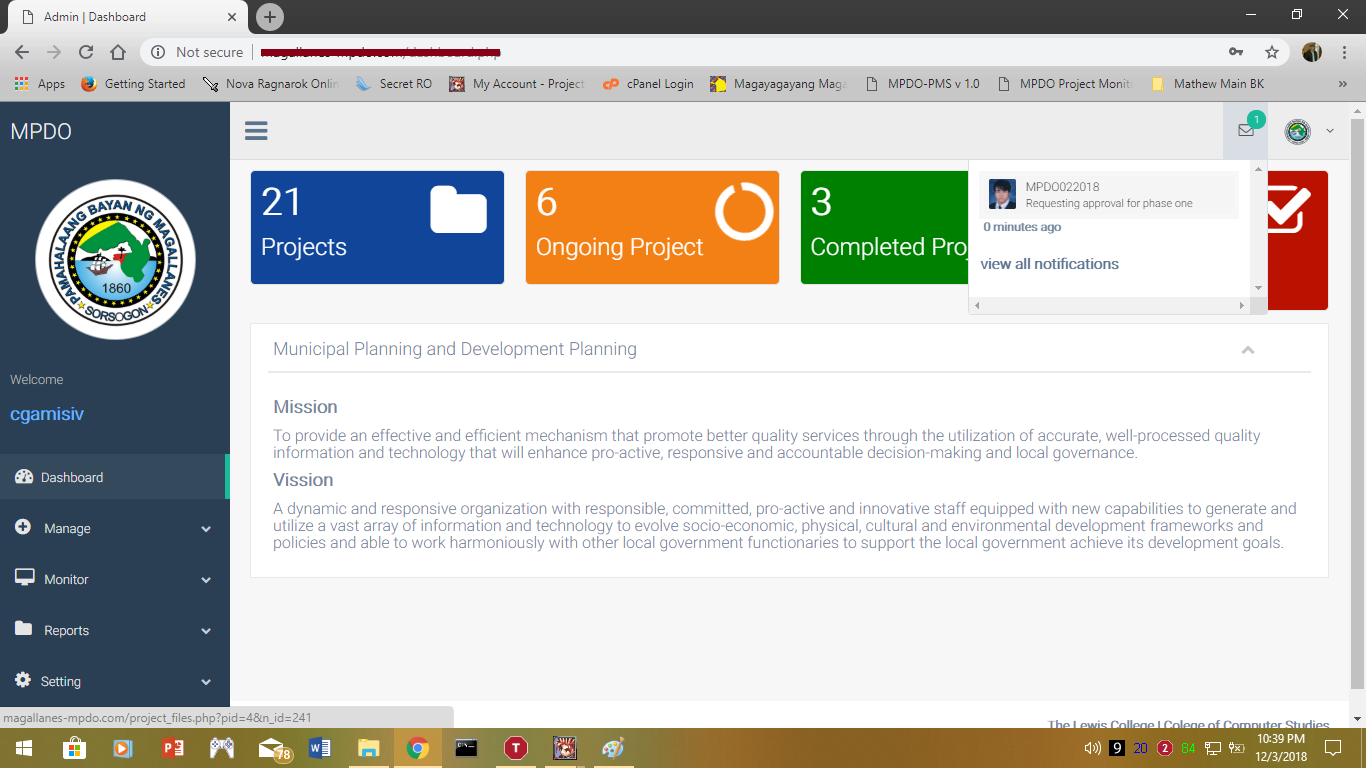 Admin | Dashboard
Not secure
Apps
Getting Started
Nova Ragnarok Onlin
Secret RO
My Account - Project
cPanel Login
Magayagayang Maga
MPDO-PMS v 1.0
MPDO Project Monit
Mathew Main BK
»
MPDO
1
PAMAHALAANG BAYAN NG MAGALLANES
1860
SORSOGON
Welcome
cgamisiv
Dashboard
Manage
Monitor
Reports
Setting
21
Projects
6
Ongoing Project
3
Completed Proj
MPDO022018
Requesting approval for phase one
0 minutes ago
view all notifications
Municipal Planning and Development Planning
Mission
To provide an effective and efficient mechanism that promote better quality services through the utilization of accurate, well-processed quality
information and technology that will enhance pro-active, responsive and accountable decision-making and local governance.
Vission
A dynamic and responsive organization with responsible, committed, pro-active and innovative staff equipped with new capabilities to generate and
utilize a vast array of information and technology to evolve socio-economic, physical, cultural and environmental development frameworks and
policies and able to work harmoniously with other local government functionaries to support the local government achieve its development goals.
The Lewis College | Colege of Computer Studies
magallanes-mpdo.com/project_files.php?pid=4&n_id=241
78
T
9
20
2
84
10:39 PM
12/3/2018